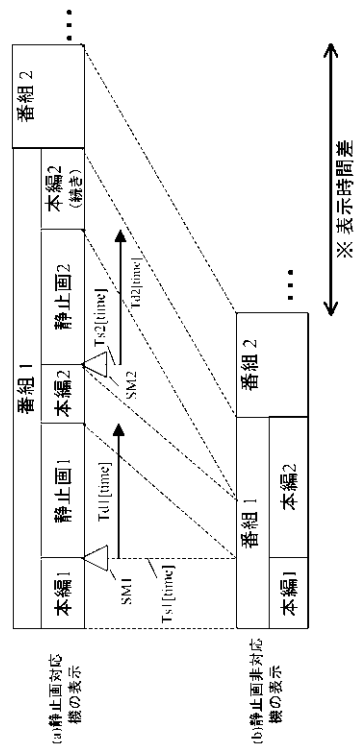 (a)静止画対応
機の表示
番組 1
番組 2
・・・
本編1
静止画1
本編2
静止画2
本編2
(続き)
SM1
Ts1[time]
Td1[time]
SM2
Ts2[time]
Td2[time]
(b)静止画非対応
機の表示
番組 1
番組 2
・・・
本編1
本編2
※ 表示時間差